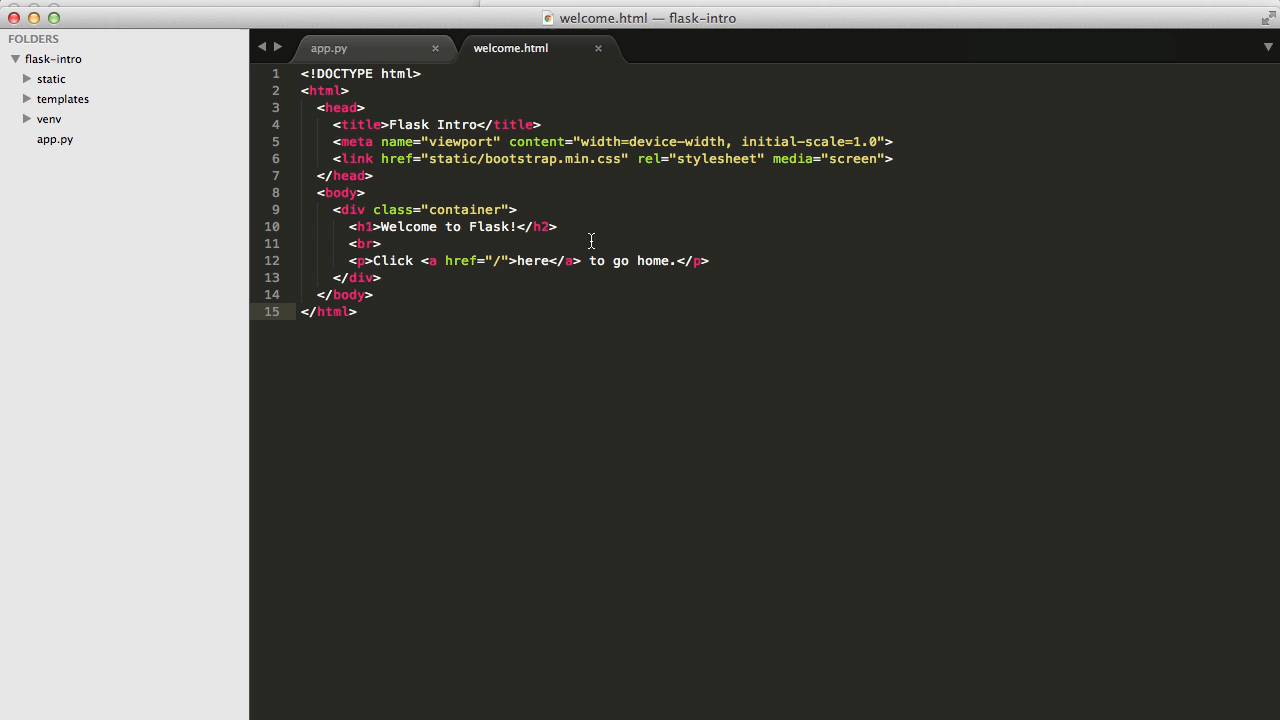 welcome.html — flask-intro
FOLDERS
flask-intro
static
templates
venv
app.py
app.py ×
welcome.html ×
1 <!DOCTYPE html>
2 <html>
3 <head>
4 <title>Flask Intro</title>
5 <meta name="viewport" content="width=device-width, initial-scale=1.0">
6 <link href="static/bootstrap.min.css" rel="stylesheet" media="screen">
7 </head>
8 <body>
9 <div class="container">
10 <h1>Welcome to Flask!</h2>
11 <br>
12 <p>Click <a href="/">here</a> to go home.</p>
13 </div>
14 </body>
15 </html>